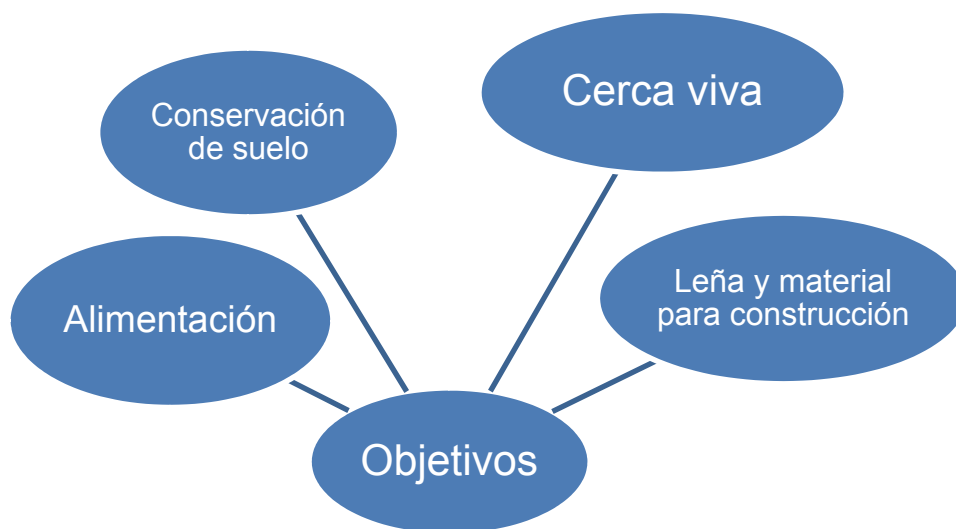 Cerca viva
Conservación
de suelo
Leña y material
para construcción
Alimentación
Objetivos